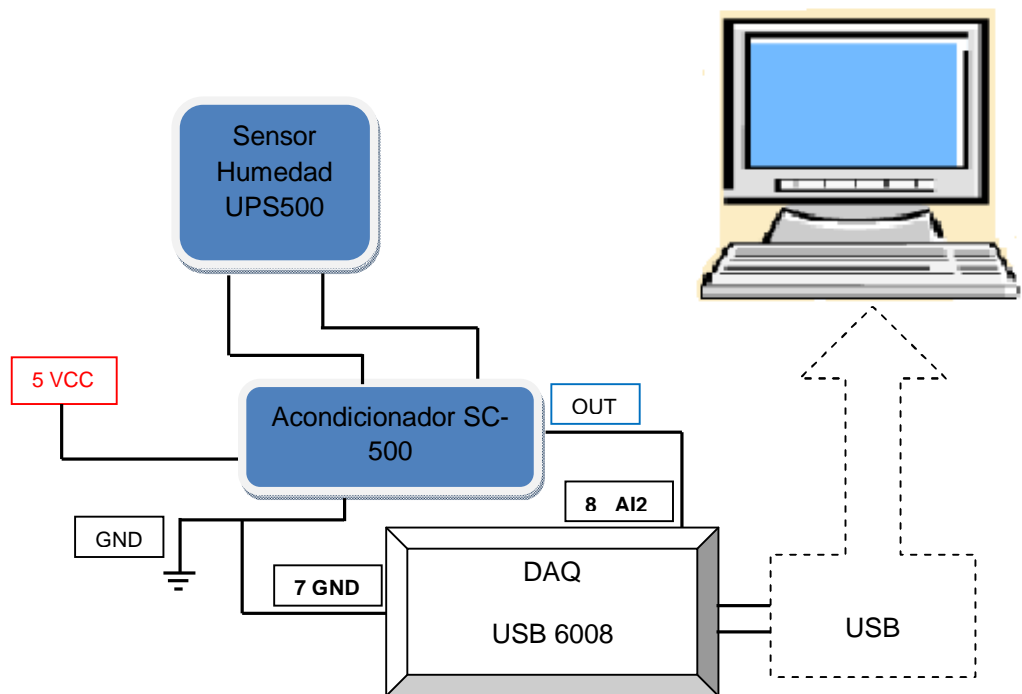 Sensor
Humedad
UPS500
5 VCC
Acondicionador SC-
500
OUT
8 AI2
GND
7 GND
DAQ
USB 6008
USB